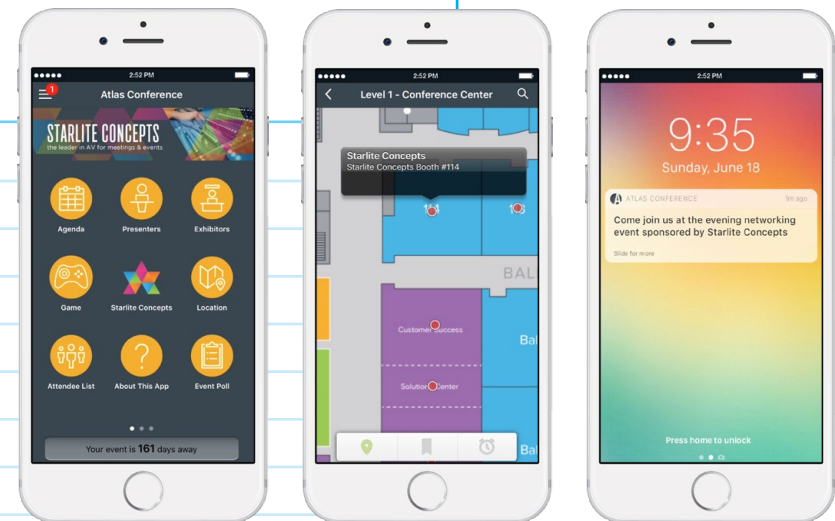 2:52 PM
1
Atlas Conference
STARLITE CONCEPTS
the leader in AV for meetings & events
Agenda
Presenters
Exhibitors
Game
Starlite Concepts
Location
Attendee List
About This App
?
Event Poll
Your event is 161 days away
2:52 PM
Level 1 - Conference Center
Starlite Concepts
Starlite Concepts Booth #114
BAL
Customer Success
Bal
Solution Center
Bal
2:52 PM
9:35
Sunday, June 18
ATLAS CONFERENCE 1m ago
Come join us at the evening networking
event sponsored by Starlite Concepts
Slide for more
Press home to unlock